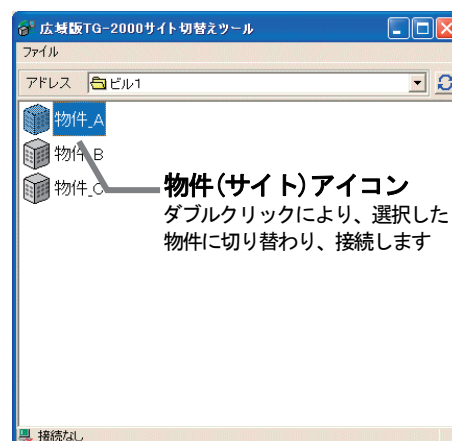 広域版TG-2000サイト切替えツール
ファイル
アドレス ビル1
物件_A
物件_B
物件_C
物件(サイト)アイコン
ダブルクリックにより、選択した
物件に切り替わり、接続します
接続なし